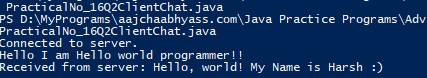 PracticalNo_16Q2ClientChat.java
PS D:\MyPrograms\aajchaabhyass.com\Java Practice Programs\Adv
PracticalNo_16Q2ClientChat.java
Connected to server.
Hello I am Hello world programmer!!
Received from server: Hello, world! My Name is Harsh :)